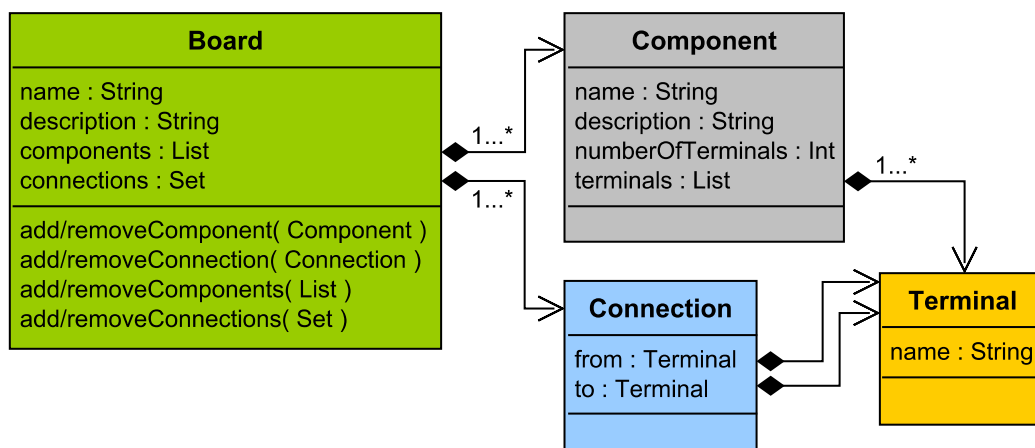 Board
name : String
description : String
components : List
connections : Set
add/removeComponent( Component )
add/removeConnection( Connection )
add/removeComponents( List )
add/removeConnections( Set )
1...*
1...*
Component
name : String
description : String
numberOfTerminals : Int
terminals : List
1...*
Connection
from : Terminal
to : Terminal
Terminal
name : String